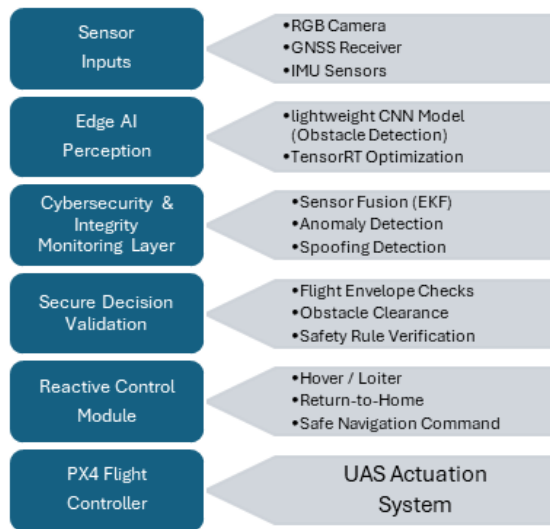 Sensor
Inputs
•RGB Camera
•GNSS Receiver
•IMU Sensors
Edge AI
Perception
•lightweight CNN Model
(Obstacle Detection)
•TensorRT Optimization
Cybersecurity &
Integrity
Monitoring Layer
•Sensor Fusion (EKF)
•Anomaly Detection
•Spoofing Detection
Secure Decision
Validation
•Flight Envelope Checks
•Obstacle Clearance
•Safety Rule Verification
Reactive Control
Module
•Hover / Loiter
•Return-to-Home
•Safe Navigation Command
PX4 Flight
Controller
UAS Actuation
System